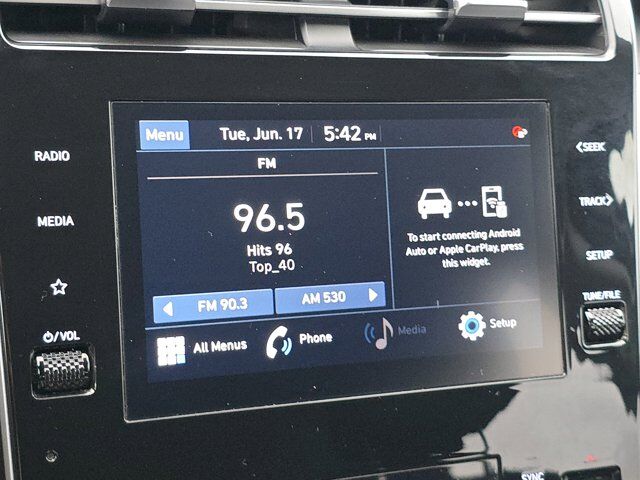 Menu
Tue, Jun. 17
5:42 PM
FM
96.5
Hits 96
Top_40
To start connecting Android
Auto or Apple CarPlay, press
this widget.
FM 90.3
AM 530
All Menus
Phone
Media
Setup
RADIO
MEDIA
⏻/VOL
<SEEK
TRACK>
SETUP
TUNE/FILE
SYNC